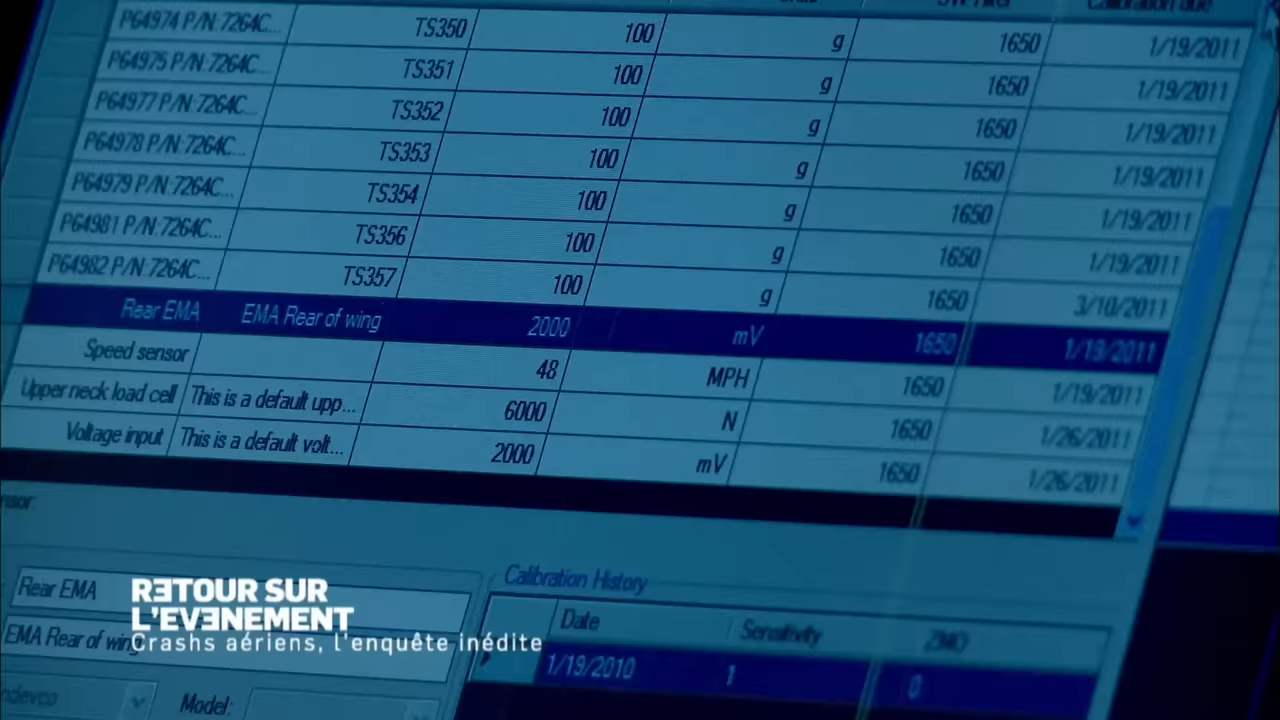 P64974 P/N:7264C... TS350 100 g 1650 1/19/2011
P64975 P/N:7264C... TS351 100 g 1650 1/19/2011
P64977 P/N:7264C... TS352 100 g 1650 1/19/2011
P64978 P/N:7264C... TS353 100 g 1650 1/19/2011
P64979 P/N:7264C... TS354 100 g 1650 1/19/2011
P64981 P/N:7264C... TS356 100 g 1650 1/19/2011
P64982 P/N:7264C... TS357 100 g 1650 3/10/2011
Rear EMA EMA Rear of wing 2000 mV 1650 1/19/2011
Speed sensor 48 MPH 1650 1/19/2011
Upper neck load cell This is a default upp... 6000 N 1650 1/26/2011
Voltage input This is a default volt... 2000 mV 1650 1/26/2011
Calibration History
Rear EMA
Date Sensitivity ZMO
EMA Rear of wing
1/19/2010 1 0
Model:
RƎTOUR SUR
L'EVƎNEMENT
Crashs aériens, l'enquête inédite